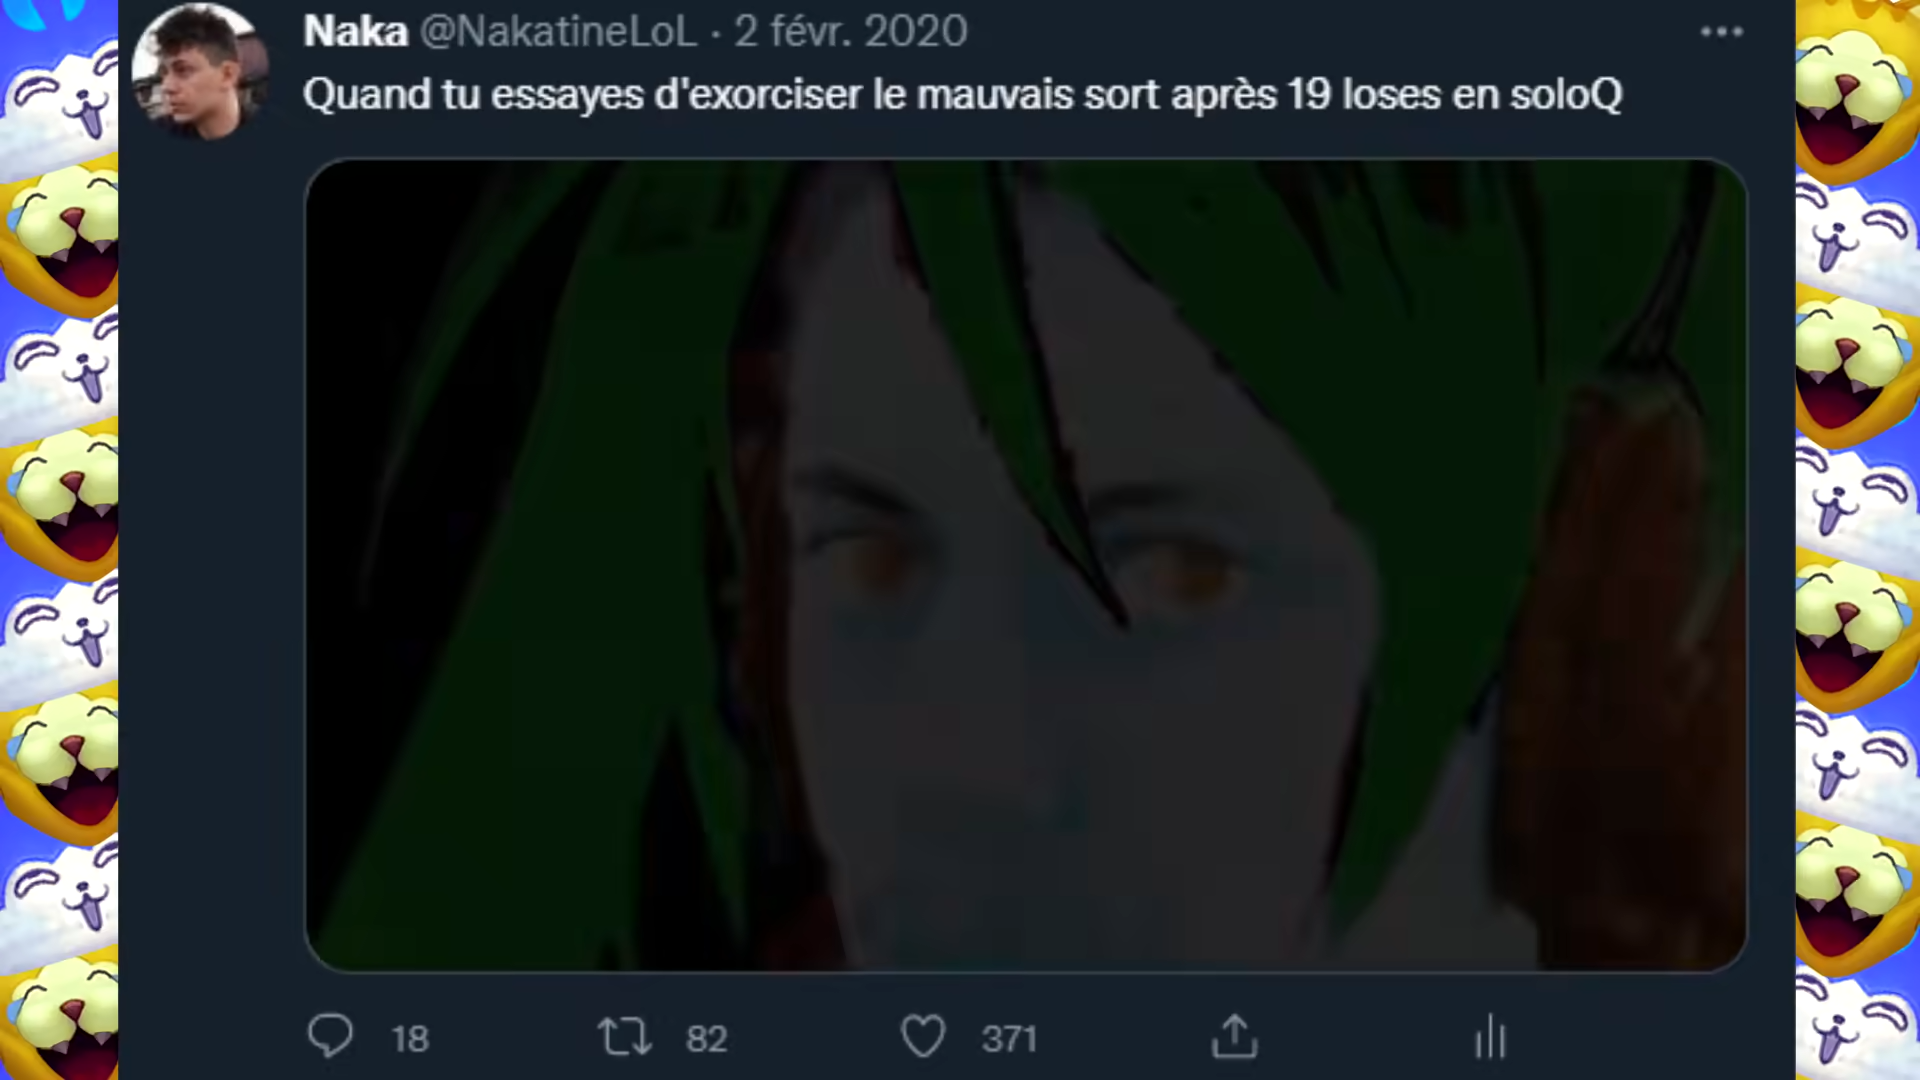 Naka @NakatineLoL · 2 févr. 2020
Quand tu essayes d'exorciser le mauvais sort après 19 loses en soloQ
18 82 371